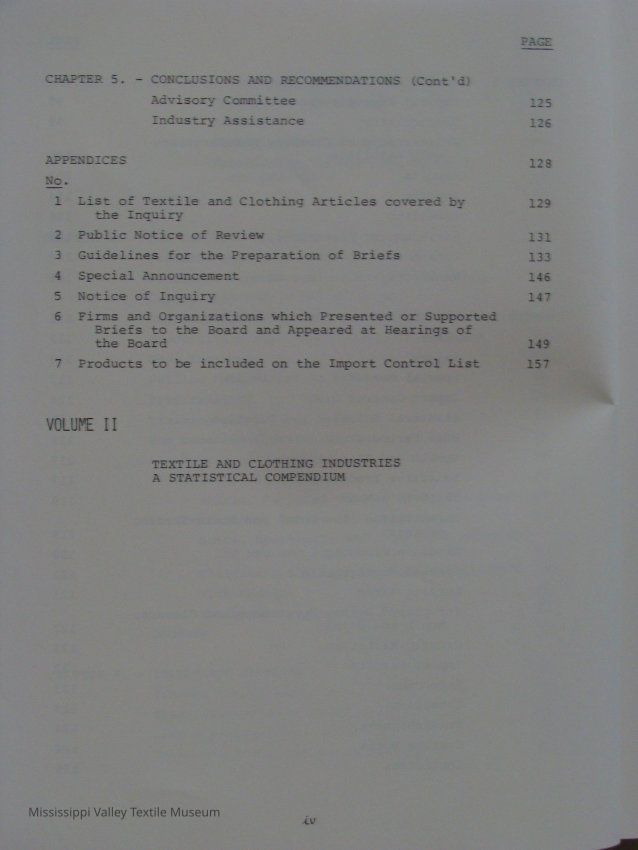 PAGE
CHAPTER 5. - CONCLUSIONS AND RECOMMENDATIONS (Cont'd)
Advisory Committee 125
Industry Assistance 126
APPENDICES 128
No.
1 List of Textile and Clothing Articles covered by
the Inquiry 129
2 Public Notice of Review 131
3 Guidelines for the Preparation of Briefs 133
4 Special Announcement 146
5 Notice of Inquiry 147
6 Firms and Organizations which Presented or Supported
Briefs to the Board and Appeared at Hearings of
the Board 149
7 Products to be included on the Import Control List 157
VOLUME II
TEXTILE AND CLOTHING INDUSTRIES
A STATISTICAL COMPENDIUM
Mississippi Valley Textile Museum
iv